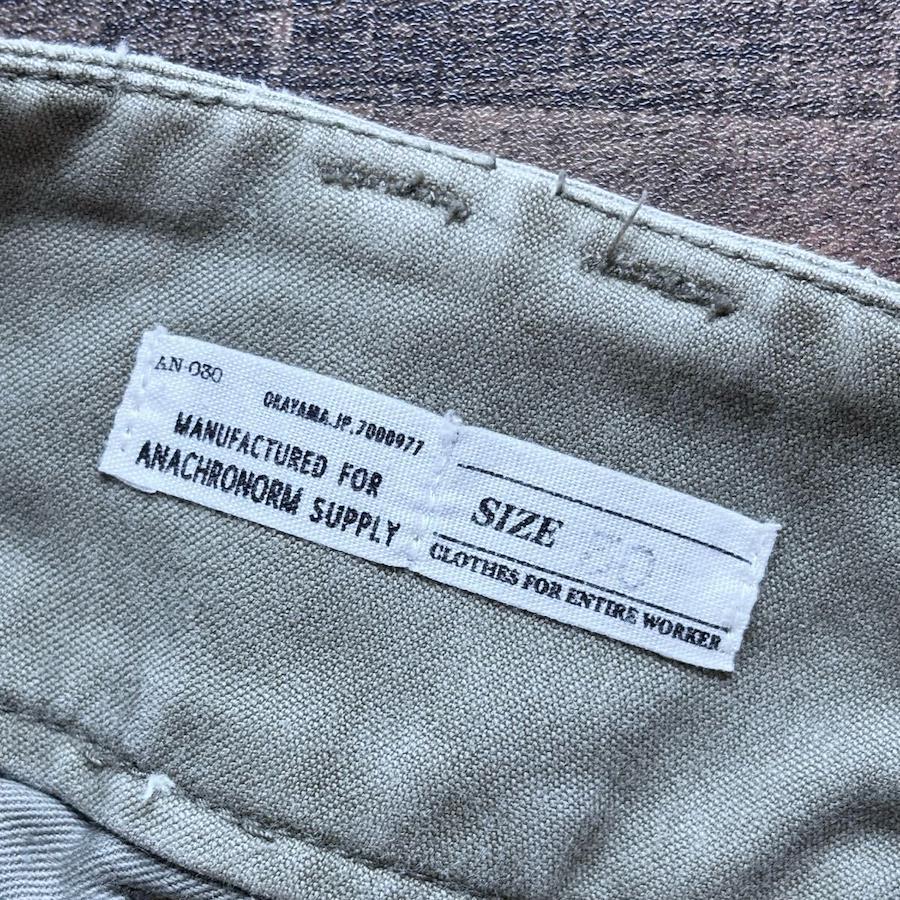 AN-030
OKAYAMA.JP.7000977
MANUFACTURED FOR
ANACHRONORM SUPPLY
SIZE
CLOTHES FOR ENTIRE WORKER